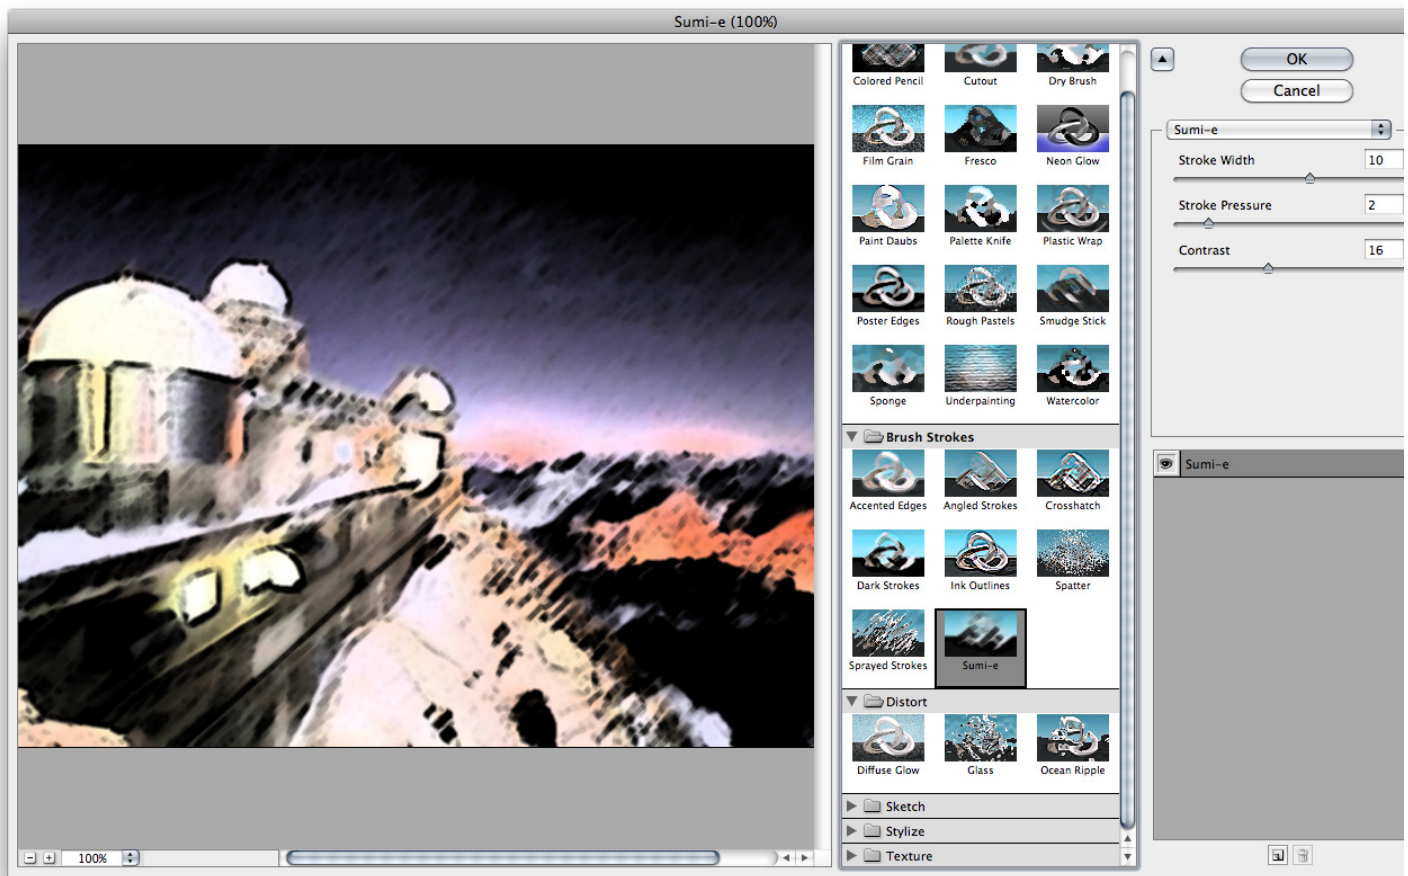 Sumi-e (100%)
Colored Pencil
Cutout
Dry Brush
Film Grain
Fresco
Neon Glow
Paint Daubs
Palette Knife
Plastic Wrap
Poster Edges
Rough Pastels
Smudge Stick
Sponge
Underpainting
Watercolor
Brush Strokes
Accented Edges
Angled Strokes
Crosshatch
Dark Strokes
Ink Outlines
Spatter
Sprayed Strokes
Sumi-e
Distort
Diffuse Glow
Glass
Ocean Ripple
Sketch
Stylize
Texture
OK
Cancel
Sumi-e
Stroke Width 10
Stroke Pressure 2
Contrast 16
Sumi-e
100%